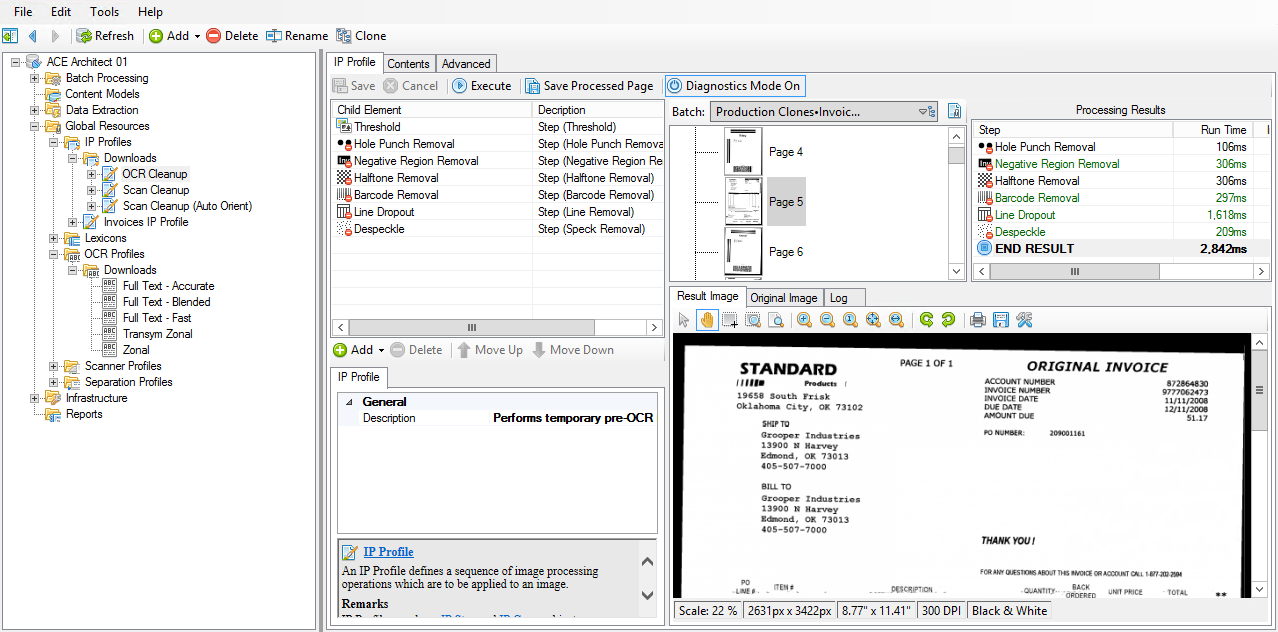 File Edit Tools Help
Refresh Add Delete Rename Clone
ACE Architect 01
Batch Processing
Content Models
Data Extraction
Global Resources
IP Profiles
Downloads
OCR Cleanup
Scan Cleanup
Scan Cleanup (Auto Orient)
Invoices IP Profile
Lexicons
OCR Profiles
Downloads
Full Text - Accurate
Full Text - Blended
Full Text - Fast
Transym Zonal
Zonal
Scanner Profiles
Separation Profiles
Infrastructure
Reports
IP Profile Contents Advanced
Save Cancel Execute Save Processed Page Diagnostics Mode On
Child Element Decription
Threshold Step (Threshold)
Hole Punch Removal Step (Hole Punch Remova
Negative Region Removal Step (Negative Region Re
Halftone Removal Step (Halftone Removal)
Barcode Removal Step (Barcode Removal)
Line Dropout Step (Line Removal)
Despeckle Step (Speck Removal)
Add Delete Move Up Move Down
IP Profile
General
Description Performs temporary pre-OCR
IP Profile
An IP Profile defines a sequence of image processing
operations which are to be applied to an image.
Remarks
Batch: Production Clones•Invoic...
Page 4
Page 5
Page 6
Processing Results
Step Run Time
Hole Punch Removal 106ms
Negative Region Removal 306ms
Halftone Removal 306ms
Barcode Removal 297ms
Line Dropout 1,618ms
Despeckle 209ms
END RESULT 2,842ms
Result Image Original Image Log
STANDARD
Products
19658 South Frisk
Oklahoma City, OK 73102
SHIP TO
Grooper Industries
13900 N Harvey
Edmond, OK 73013
405-507-7000
BILL TO
Grooper Industries
13900 N Harvey
Edmond, OK 73013
405-507-7000
PAGE 1 OF 1
ORIGINAL INVOICE
ACCOUNT NUMBER 872864830
INVOICE NUMBER 9777062473
INVOICE DATE 11/11/2008
DUE DATE 12/11/2008
AMOUNT DUE 51.17
PO NUMBER: 209001161
THANK YOU !
FOR ANY QUESTIONS ABOUT THIS INVOICE OR ACCOUNT CALL 1-877-202-2594
PO LINE # ITEM # DESCRIPTION QUANTITY BACK ORDERED UNIT PRICE TOTAL **
Scale: 22 % 2631px x 3422px 8.77" x 11.41" 300 DPI Black & White